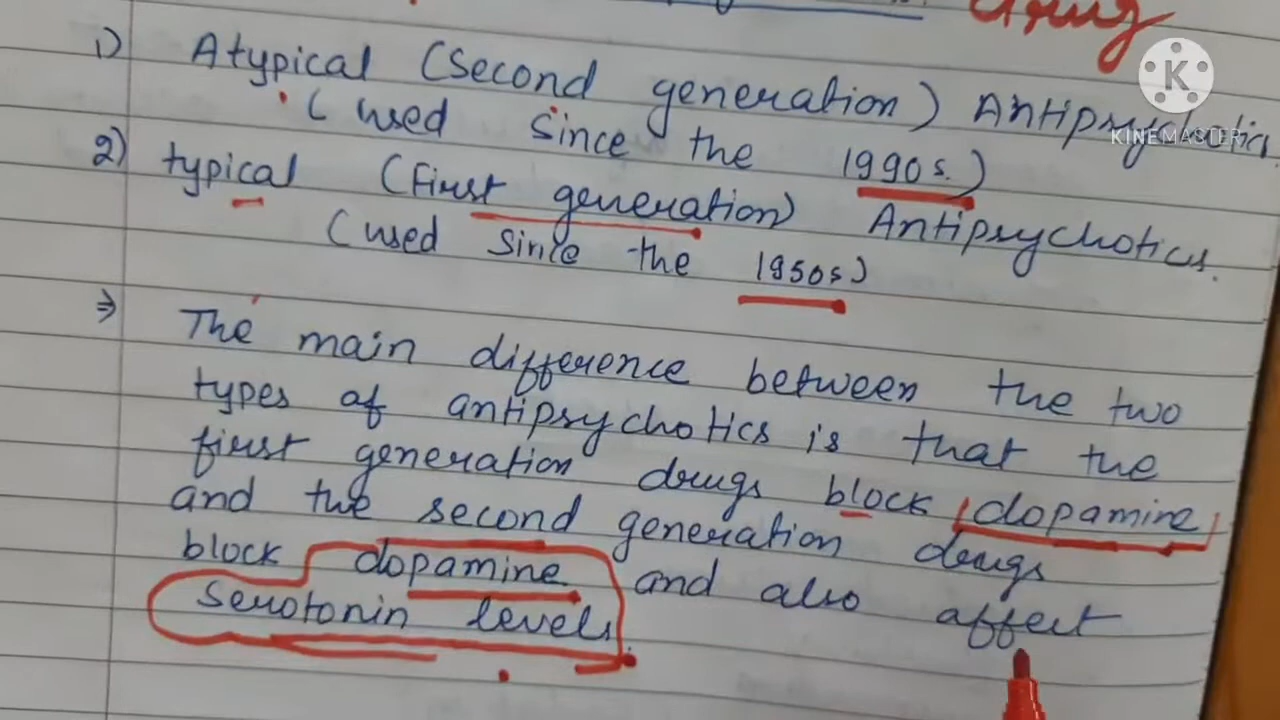 Drug
1) Atypical (Second generation) Antipsychotics.
(used since the 1990s.)
2) typical (First generation) Antipsychotics.
(used since the 1950s)
⇒ The main difference between the two
types of antipsychotics is that the
first generation drugs block dopamine
and the second generation drugs
block dopamine and also affect
Serotonin levels.
K
KINEMASTER